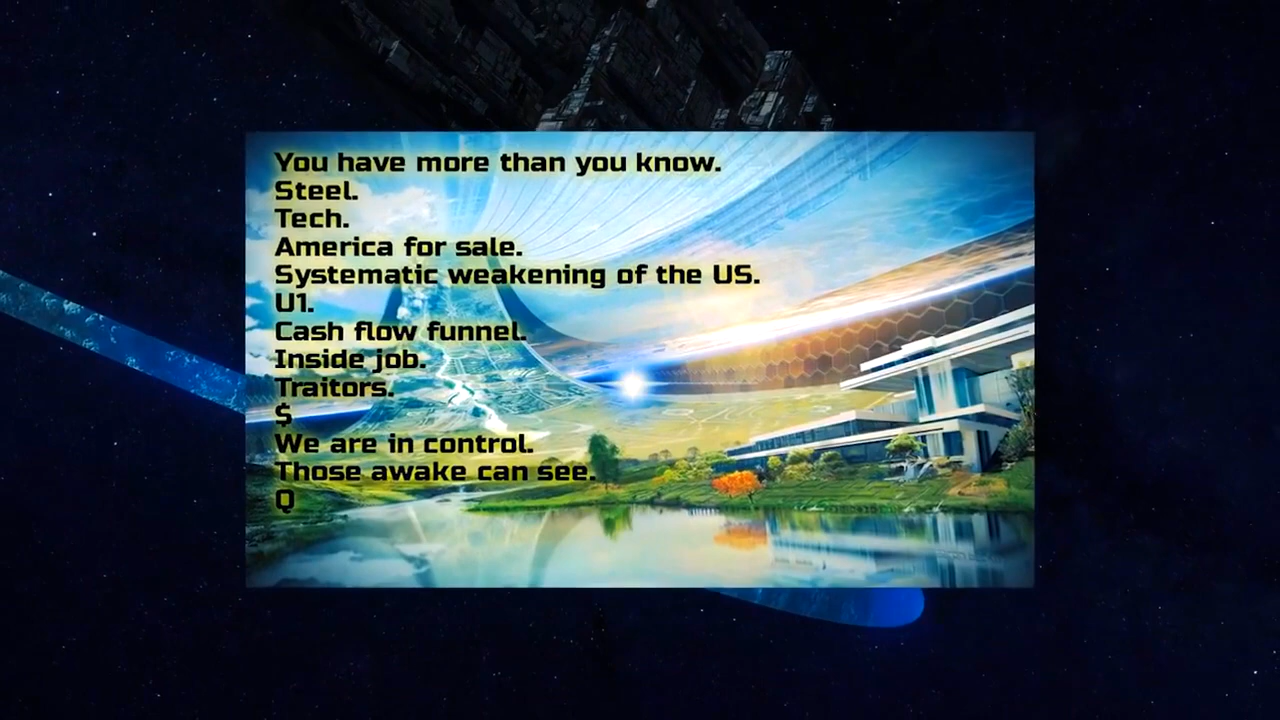 You have more than you know.
Steel.
Tech.
America for sale.
Systematic weakening of the US.
U1.
Cash flow funnel.
Inside job.
Traitors.
$
We are in control.
Those awake can see.
Q